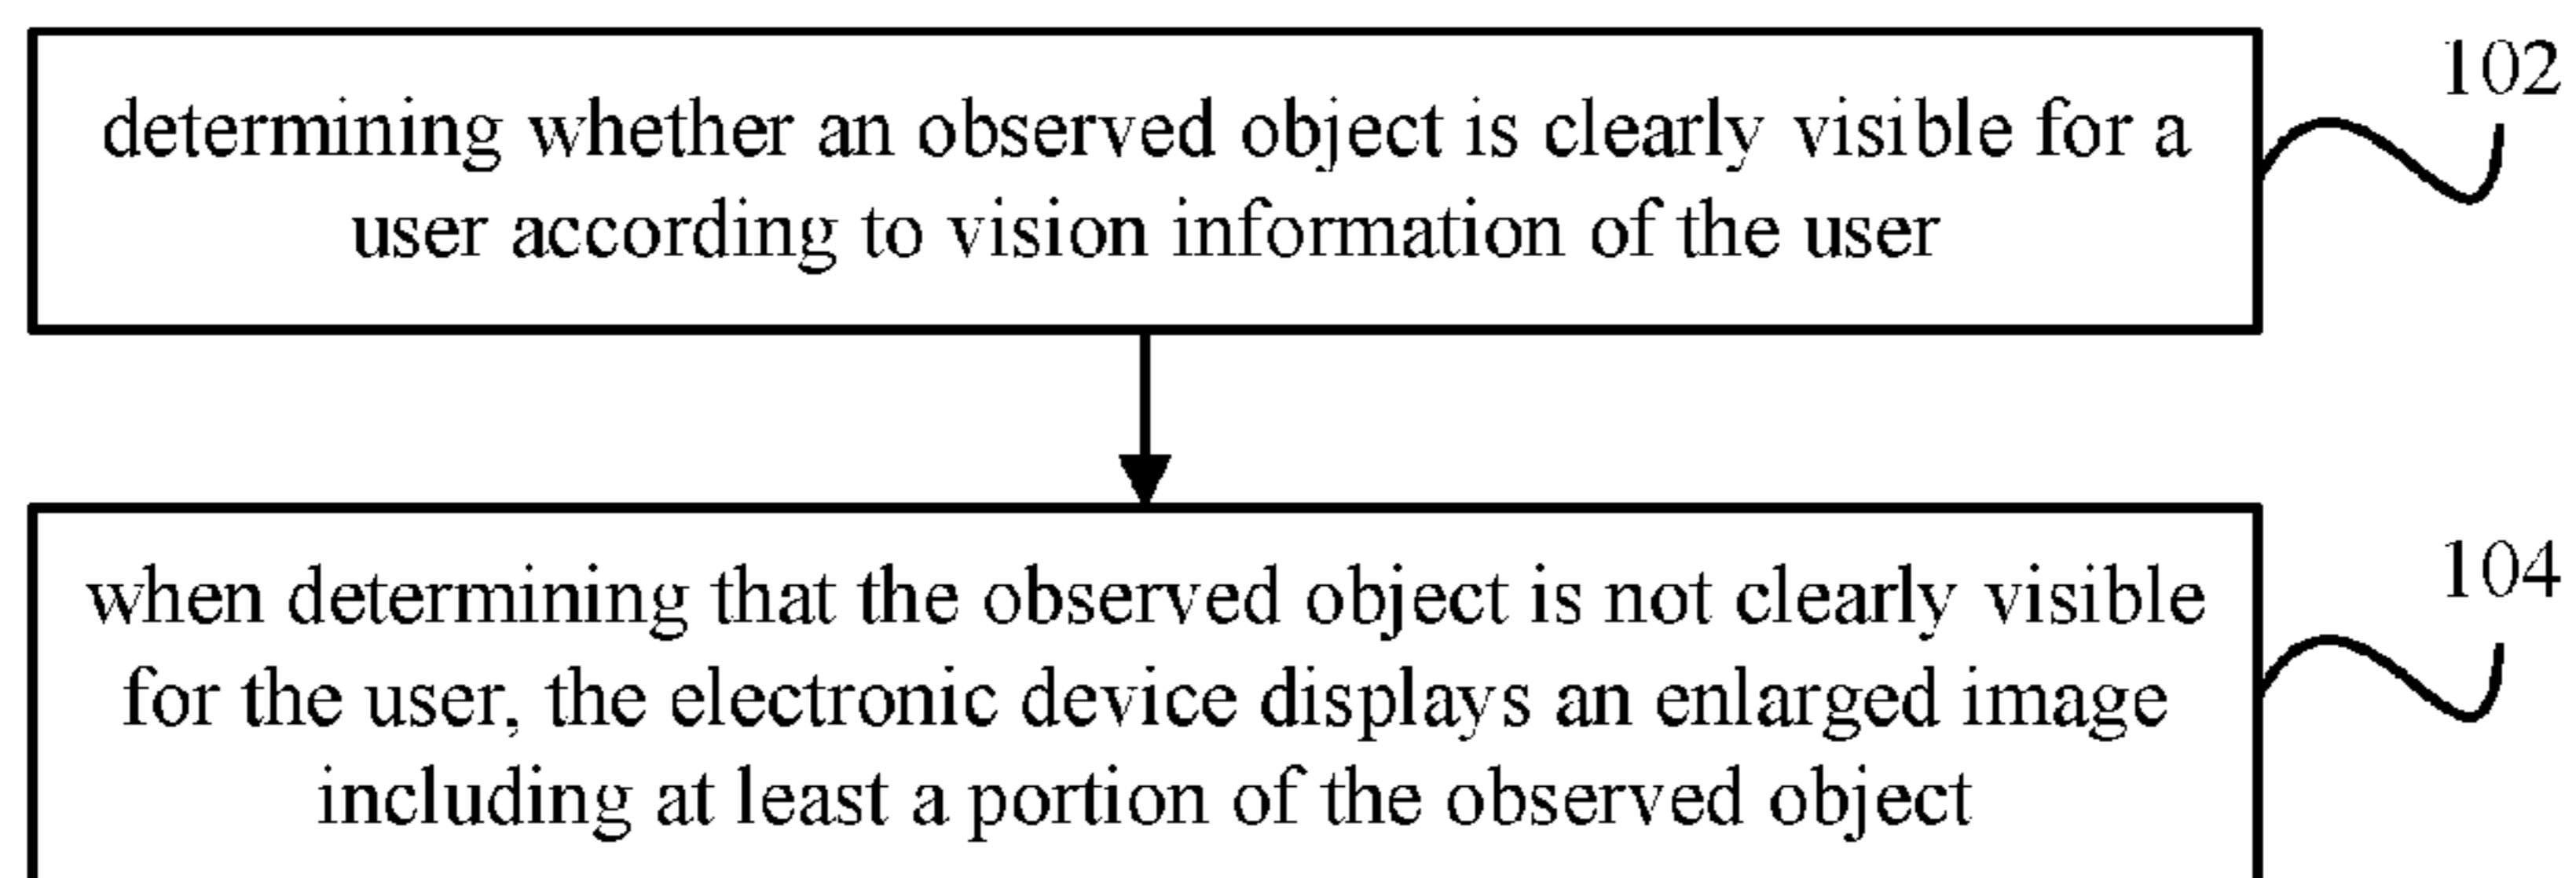 102
determining whether an observed object is clearly visible for a
user according to vision information of the user
104
when determining that the observed object is not clearly visible
for the user, the electronic device displays an enlarged image
including at least a portion of the observed object